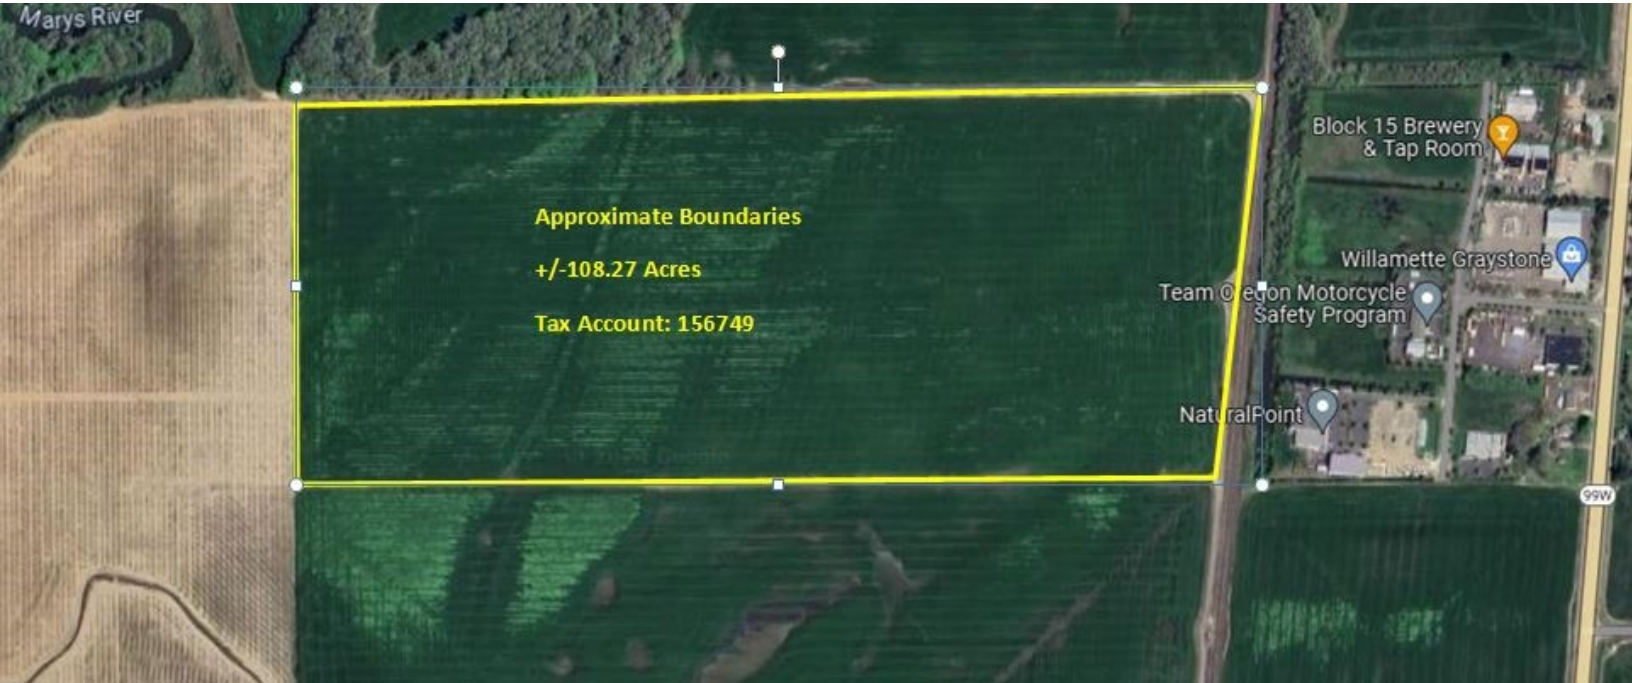 Marys River
Block 15 Brewery
& Tap Room
Approximate Boundaries
+/-108.27 Acres
Tax Account: 156749
Willamette Graystone
Team Oregon Motorcycle
Safety Program
NaturalPoint
99W